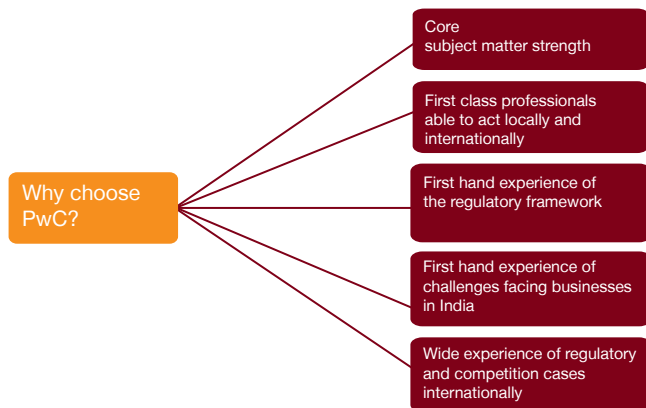 Why choose
PwC?
Core
subject matter strength
First class professionals
able to act locally and
internationally
First hand experience of
the regulatory framework
First hand experience of
challenges facing businesses
in India
Wide experience of regulatory
and competition cases
internationally